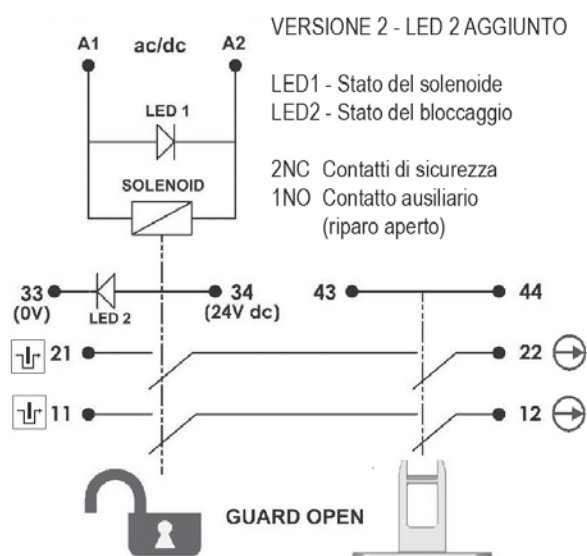 VERSIONE 2 - LED 2 AGGIUNTO
A1 ac/dc A2
LED1 - Stato del solenoide
LED2 - Stato del bloccaggio
LED 1
2NC Contatti di sicurezza
1NO Contatto ausiliario
(riparo aperto)
SOLENOID
33 34 43 44
(0V) LED 2 (24V dc)
21 22
11 12
GUARD OPEN